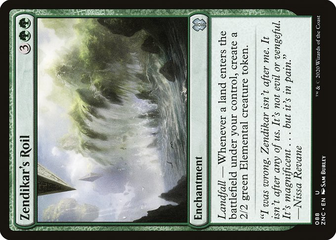 Zendikar's Roil
3
Enchantment
Landfall — Whenever a land enters the
battlefield under your control, create a
2/2 green Elemental creature token.
"I was wrong. Zendikar isn't after me. It
isn't after any of us. It's not evil or vengeful.
It's magnificent . . . but it's in pain."
—Nissa Revane
088 U
ZNC • EN SAM BURLEY
™ & © 2020 Wizards of the Coast